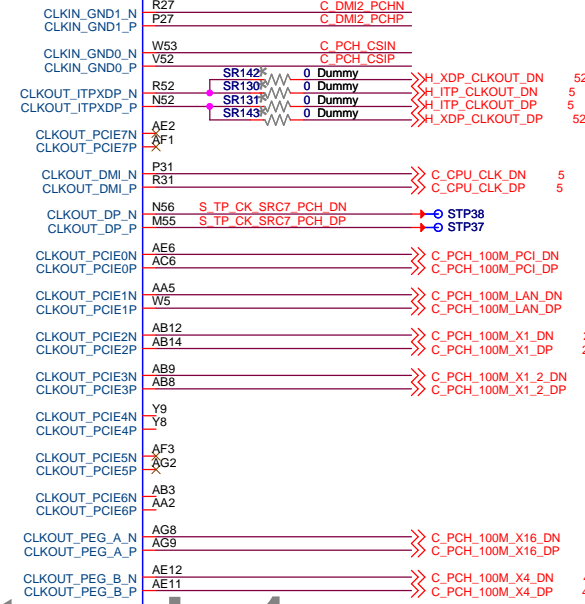 CLKIN_GND1_N R27 C_DMI2_PCHN
CLKIN_GND1_P P27 C_DMI2_PCHP
CLKIN_GND0_N W53 C_PCH_CSIN
CLKIN_GND0_P V52 C_PCH_CSIP
SR142 0 Dummy H_XDP_CLKOUT_DN 52
CLKOUT_ITPXDP_N R52 SR130 0 Dummy H_ITP_CLKOUT_DN 5
CLKOUT_ITPXDP_P N52 SR131 0 Dummy H_ITP_CLKOUT_DP 5
SR143 0 Dummy H_XDP_CLKOUT_DP 52
CLKOUT_PCIE7N AE2
CLKOUT_PCIE7P AF1
CLKOUT_DMI_N P31 C_CPU_CLK_DN 5
CLKOUT_DMI_P R31 C_CPU_CLK_DP 5
CLKOUT_DP_N N56 S_TP_CK_SRC7_PCH_DN STP38
CLKOUT_DP_P M55 S_TP_CK_SRC7_PCH_DP STP37
CLKOUT_PCIE0N AE6 C_PCH_100M_PCI_DN
CLKOUT_PCIE0P AC6 C_PCH_100M_PCI_DP
CLKOUT_PCIE1N AA5 C_PCH_100M_LAN_DN
CLKOUT_PCIE1P W5 C_PCH_100M_LAN_DP
CLKOUT_PCIE2N AB12 C_PCH_100M_X1_DN
CLKOUT_PCIE2P AB14 C_PCH_100M_X1_DP
CLKOUT_PCIE3N AB9 C_PCH_100M_X1_2_DN
CLKOUT_PCIE3P AB8 C_PCH_100M_X1_2_DP
CLKOUT_PCIE4N Y9
CLKOUT_PCIE4P Y8
CLKOUT_PCIE5N AF3
CLKOUT_PCIE5P AG2
CLKOUT_PCIE6N AB3
CLKOUT_PCIE6P AA2
CLKOUT_PEG_A_N AG8 C_PCH_100M_X16_DN
CLKOUT_PEG_A_P AG9 C_PCH_100M_X16_DP
CLKOUT_PEG_B_N AE12 C_PCH_100M_X4_DN
CLKOUT_PEG_B_P AE11 C_PCH_100M_X4_DP